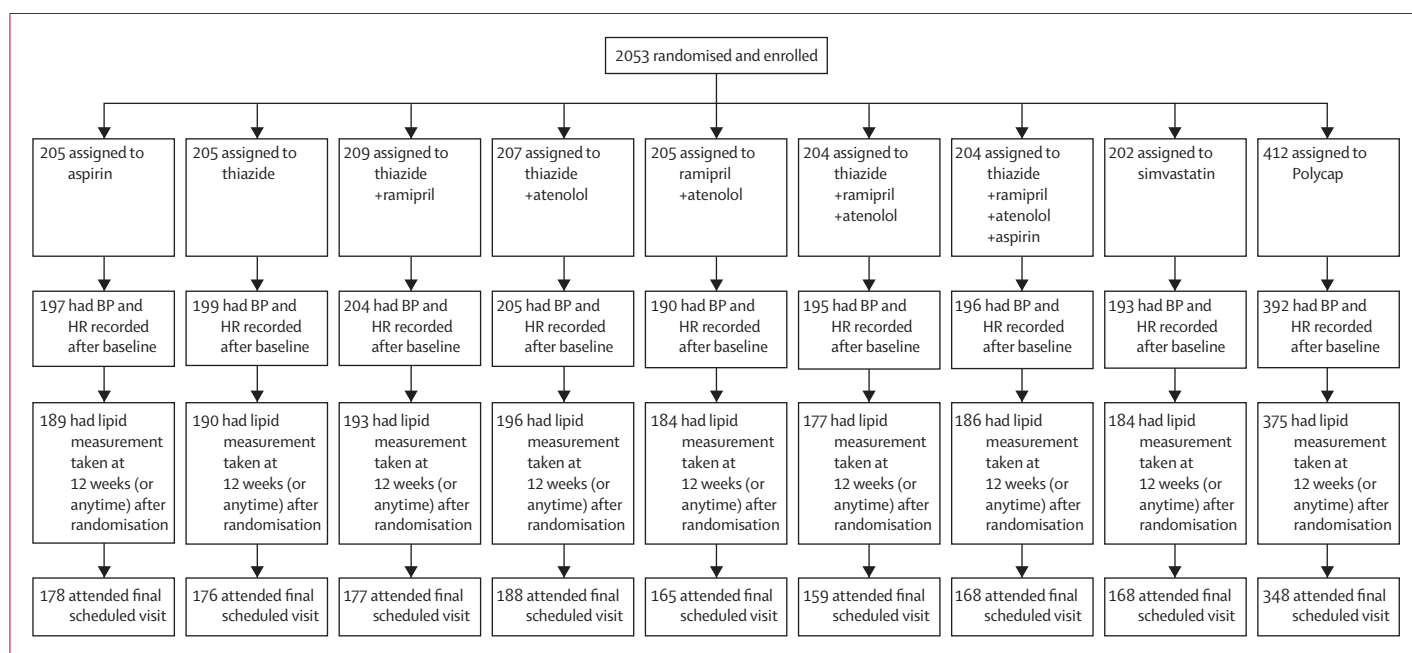 2053 randomised and enrolled
205 assigned to
aspirin
205 assigned to
thiazide
209 assigned to
thiazide
+ramipril
207 assigned to
thiazide
+atenolol
205 assigned to
ramipril
+atenolol
204 assigned to
thiazide
+ramipril
+atenolol
204 assigned to
thiazide
+ramipril
+atenolol
+aspirin
202 assigned to
simvastatin
412 assigned to
Polycap
197 had BP and
HR recorded
after baseline
199 had BP and
HR recorded
after baseline
204 had BP and
HR recorded
after baseline
205 had BP and
HR recorded
after baseline
190 had BP and
HR recorded
after baseline
195 had BP and
HR recorded
after baseline
196 had BP and
HR recorded
after baseline
193 had BP and
HR recorded
after baseline
392 had BP and
HR recorded
after baseline
189 had lipid
measurement
taken at
12 weeks (or
anytime) after
randomisation
190 had lipid
measurement
taken at
12 weeks (or
anytime) after
randomisation
193 had lipid
measurement
taken at
12 weeks (or
anytime) after
randomisation
196 had lipid
measurement
taken at
12 weeks (or
anytime) after
randomisation
184 had lipid
measurement
taken at
12 weeks (or
anytime) after
randomisation
177 had lipid
measurement
taken at
12 weeks (or
anytime) after
randomisation
186 had lipid
measurement
taken at
12 weeks (or
anytime) after
randomisation
184 had lipid
measurement
taken at
12 weeks (or
anytime) after
randomisation
375 had lipid
measurement
taken at
12 weeks (or
anytime) after
randomisation
178 attended final
scheduled visit
176 attended final
scheduled visit
177 attended final
scheduled visit
188 attended final
scheduled visit
165 attended final
scheduled visit
159 attended final
scheduled visit
168 attended final
scheduled visit
168 attended final
scheduled visit
348 attended final
scheduled visit